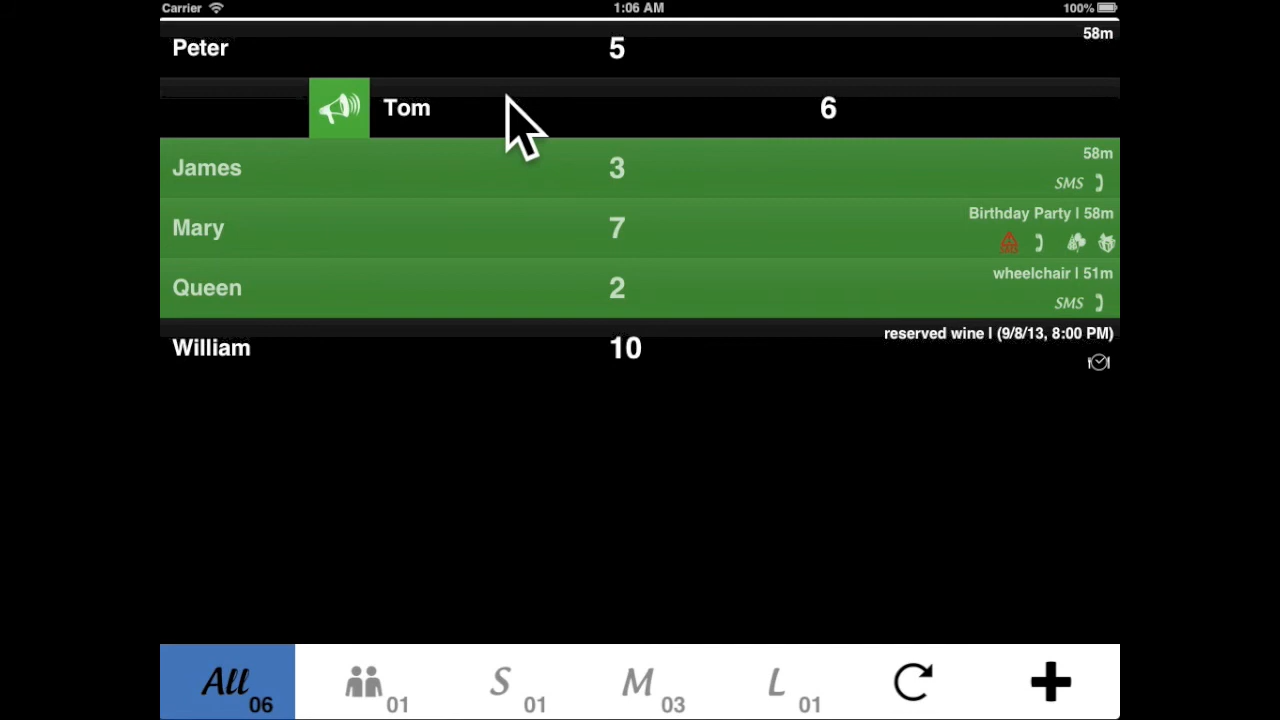 Carrier 1:06 AM 100%
Peter 5 58m
Tom 6
James 3 58m
SMS
Mary 7 Birthday Party | 58m
Queen 2 wheelchair | 51m
SMS
William 10 reserved wine | (9/8/13, 8:00 PM)
All 06 01 S 01 M 03 L 01